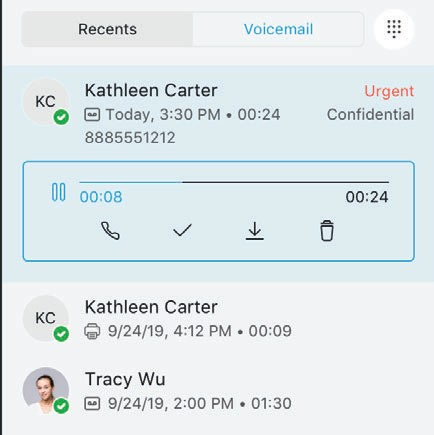 Recents Voicemail
Kathleen Carter Urgent
KC Today, 3:30 PM • 00:24 Confidential
8885551212
00:08 00:24
Kathleen Carter
KC 9/24/19, 4:12 PM • 00:09
Tracy Wu
9/24/19, 2:00 PM • 01:30